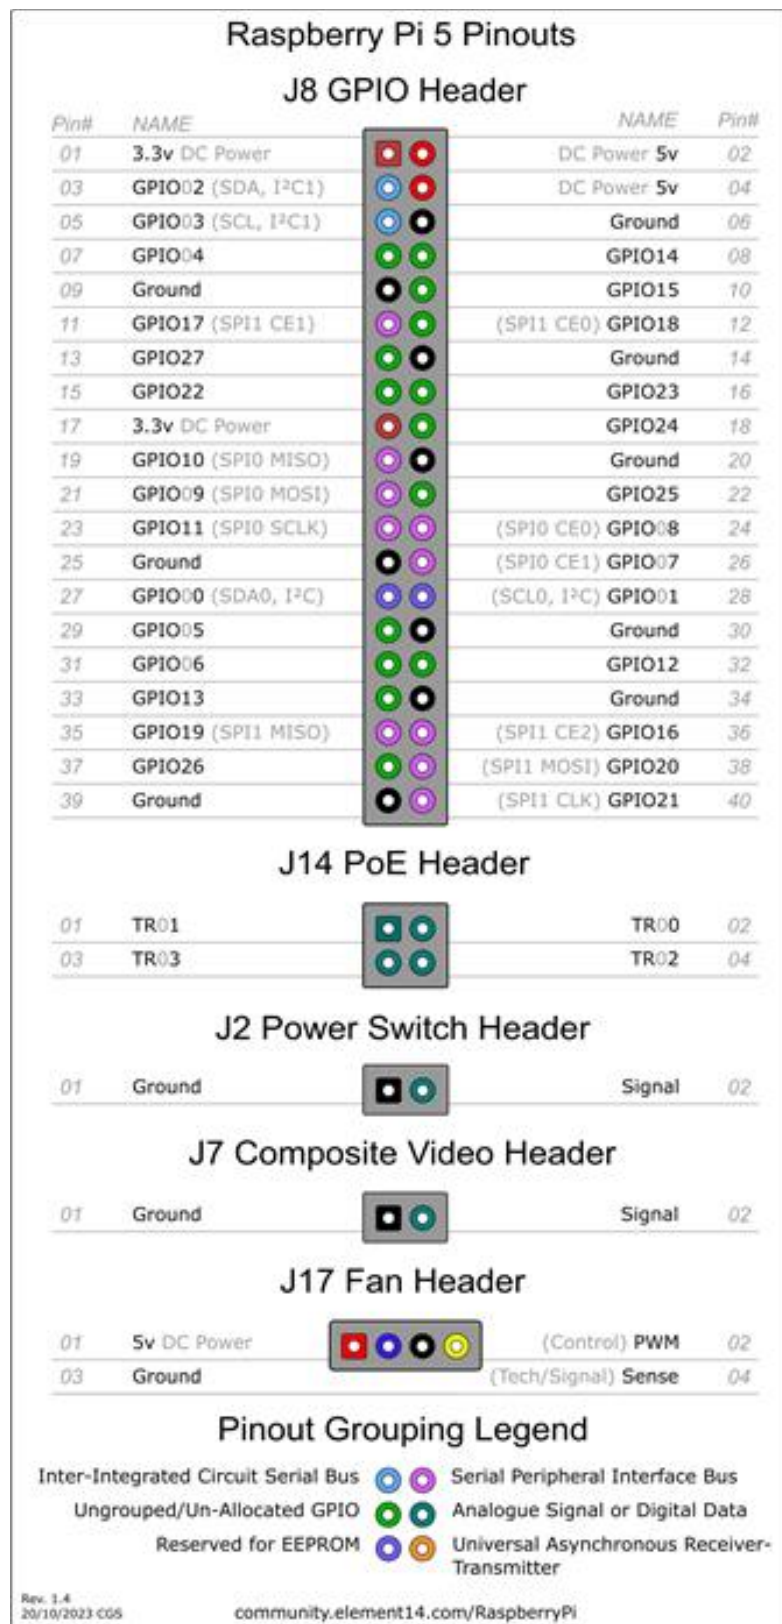 Raspberry Pi 5 Pinouts
J8 GPIO Header
Pin# NAME NAME Pin#
01 3.3v DC Power DC Power 5v 02
03 GPIO02 (SDA, I²C1) DC Power 5v 04
05 GPIO03 (SCL, I²C1) Ground 06
07 GPIO04 GPIO14 08
09 Ground GPIO15 10
11 GPIO17 (SPI1 CE1) (SPI1 CE0) GPIO18 12
13 GPIO27 Ground 14
15 GPIO22 GPIO23 16
17 3.3v DC Power GPIO24 18
19 GPIO10 (SPI0 MISO) Ground 20
21 GPIO09 (SPI0 MOSI) GPIO25 22
23 GPIO11 (SPI0 SCLK) (SPI0 CE0) GPIO08 24
25 Ground (SPI0 CE1) GPIO07 26
27 GPIO00 (SDA0, I²C) (SCL0, I²C) GPIO01 28
29 GPIO05 Ground 30
31 GPIO06 GPIO12 32
33 GPIO13 Ground 34
35 GPIO19 (SPI1 MISO) (SPI1 CE2) GPIO16 36
37 GPIO26 (SPI1 MOSI) GPIO20 38
39 Ground (SPI1 CLK) GPIO21 40
J14 PoE Header
01 TR01 TR00 02
03 TR03 TR02 04
J2 Power Switch Header
01 Ground Signal 02
J7 Composite Video Header
01 Ground Signal 02
J17 Fan Header
01 5v DC Power (Control) PWM 02
03 Ground (Tech/Signal) Sense 04
Pinout Grouping Legend
Inter-Integrated Circuit Serial Bus Serial Peripheral Interface Bus
Ungrouped/Un-Allocated GPIO Analogue Signal or Digital Data
Reserved for EEPROM Universal Asynchronous Receiver-
Transmitter
Rev. 1.4
20/10/2023 CGS community.element14.com/RaspberryPi